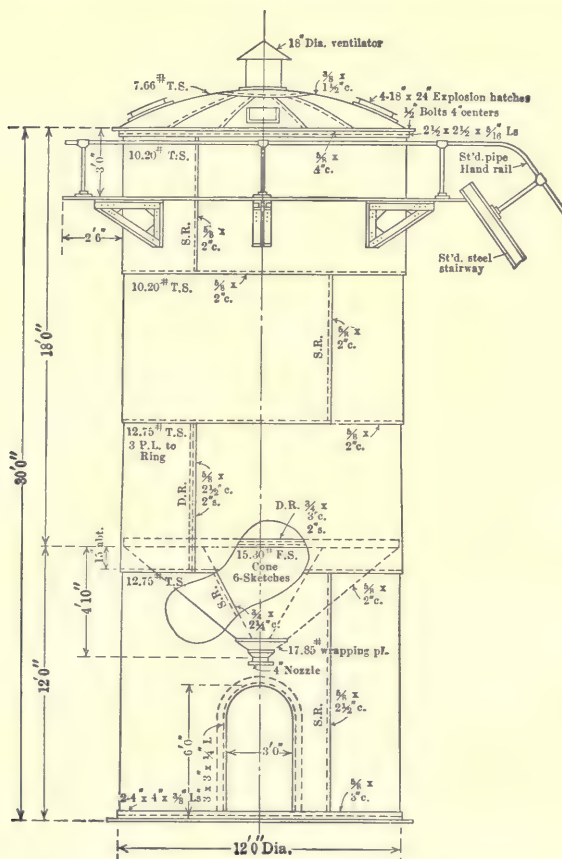 18" Dia. ventilator
7.66# T.S.
3/8 x
1 1/2" c.
4-18" x 24" Explosion hatches
1/2" Bolts 4" centers
2 1/2 x 2 1/2 x 5/16 Ls
10.20# T.S.
5/8 x
4" c.
St'd. pipe
Hand rail
3'0"
S.R.
5/8 x
2" c.
2'6"
St'd. steel
stairway
10.20# T.S.
5/8 x
2" c.
S.R.
5/8 x
2" c.
18'0"
30'0"
12.75# T.S.
3 P.L. to
Ring
5/8 x
2" c.
D.R.
5/8 x
2 1/2" c.
2" s.
D.R. 3/4 x
3" c.
2" s.
15 abt.
15.30# F.S.
Cone
6-Sketches
12.75# T.S.
S.R.
3/4 x
2 1/4" c.
5/8 x
2" c.
4'10"
17.85# wrapping pl.
4" Nozzle
12'0"
6'0"
3 x 3 x 1/4 L
3'0"
S.R.
5/8 x
2 1/2" c.
2-4" x 4" x 3/8" Ls
5/8 x
3" c.
12'0" Dia.